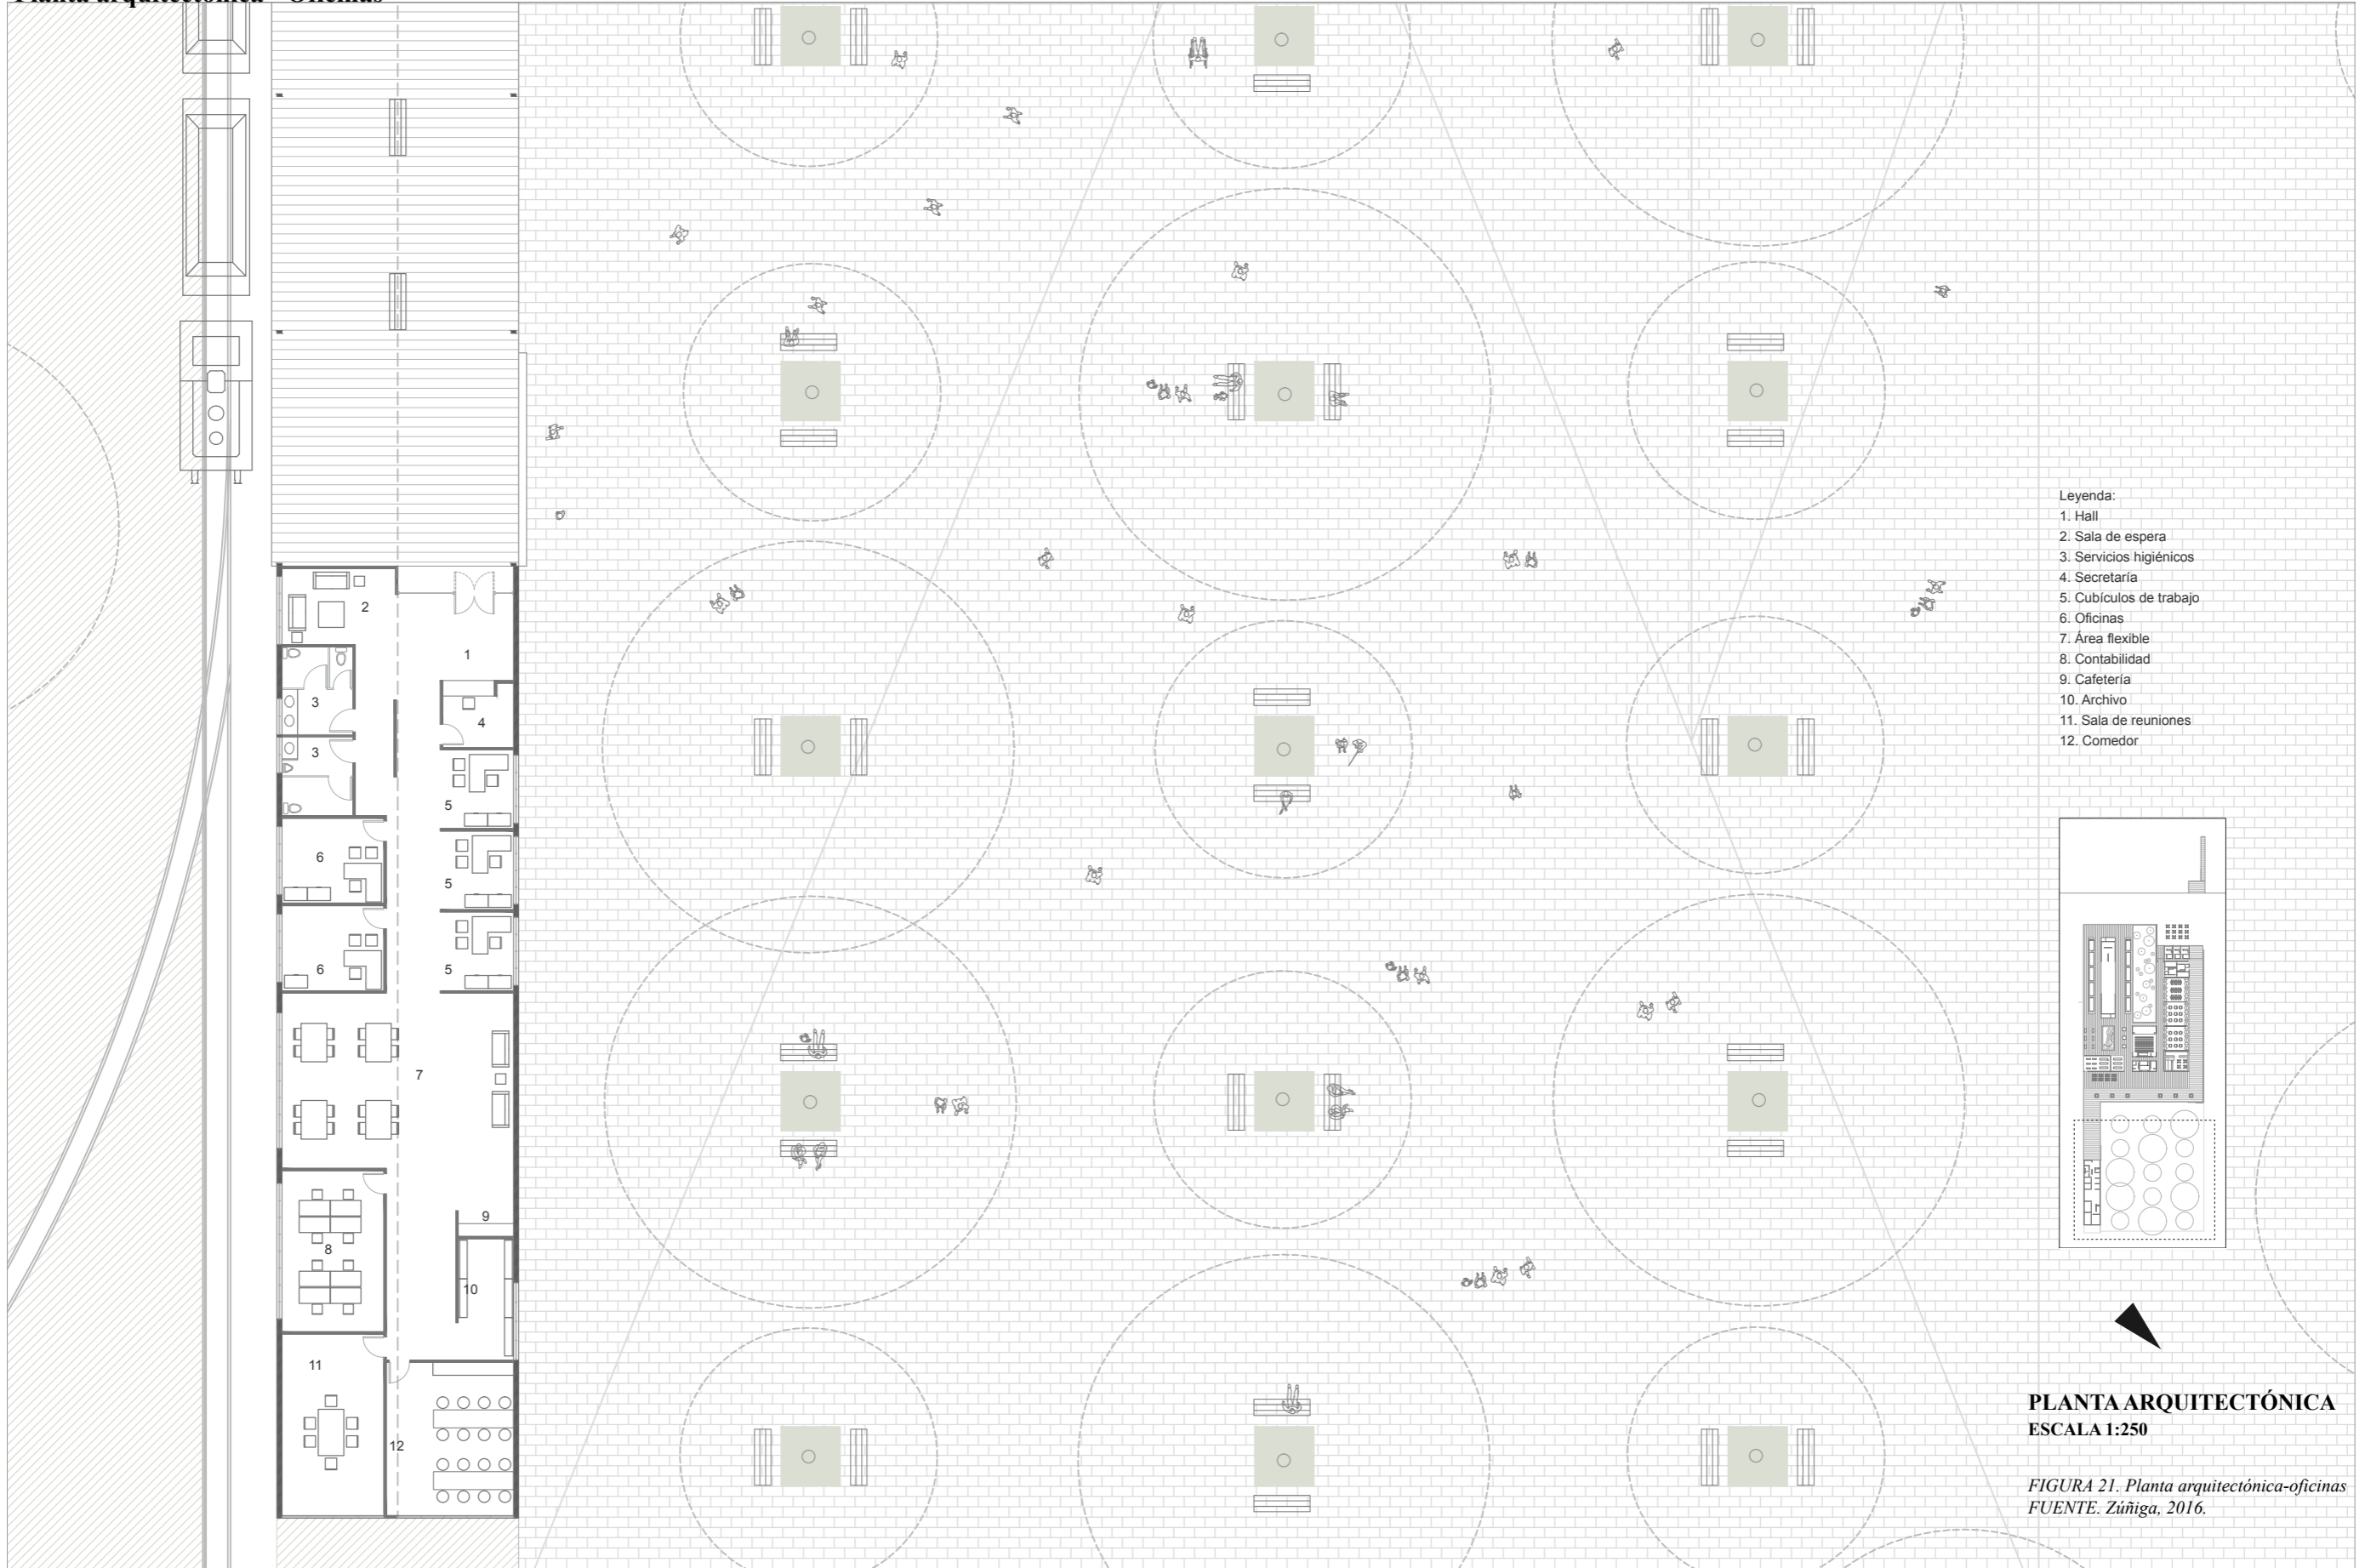 Planta arquitectónica - Oficinas
2
1
3
4
3
5
6
5
6
5
7
9
8
10
11
12
Leyenda:
1. Hall
2. Sala de espera
3. Servicios higiénicos
4. Secretaría
5. Cubículos de trabajo
6. Oficinas
7. Área flexible
8. Contabilidad
9. Cafetería
10. Archivo
11. Sala de reuniones
12. Comedor
PLANTA ARQUITECTÓNICA
ESCALA 1:250
FIGURA 21. Planta arquitectónica-oficinas
FUENTE. Zúñiga, 2016.